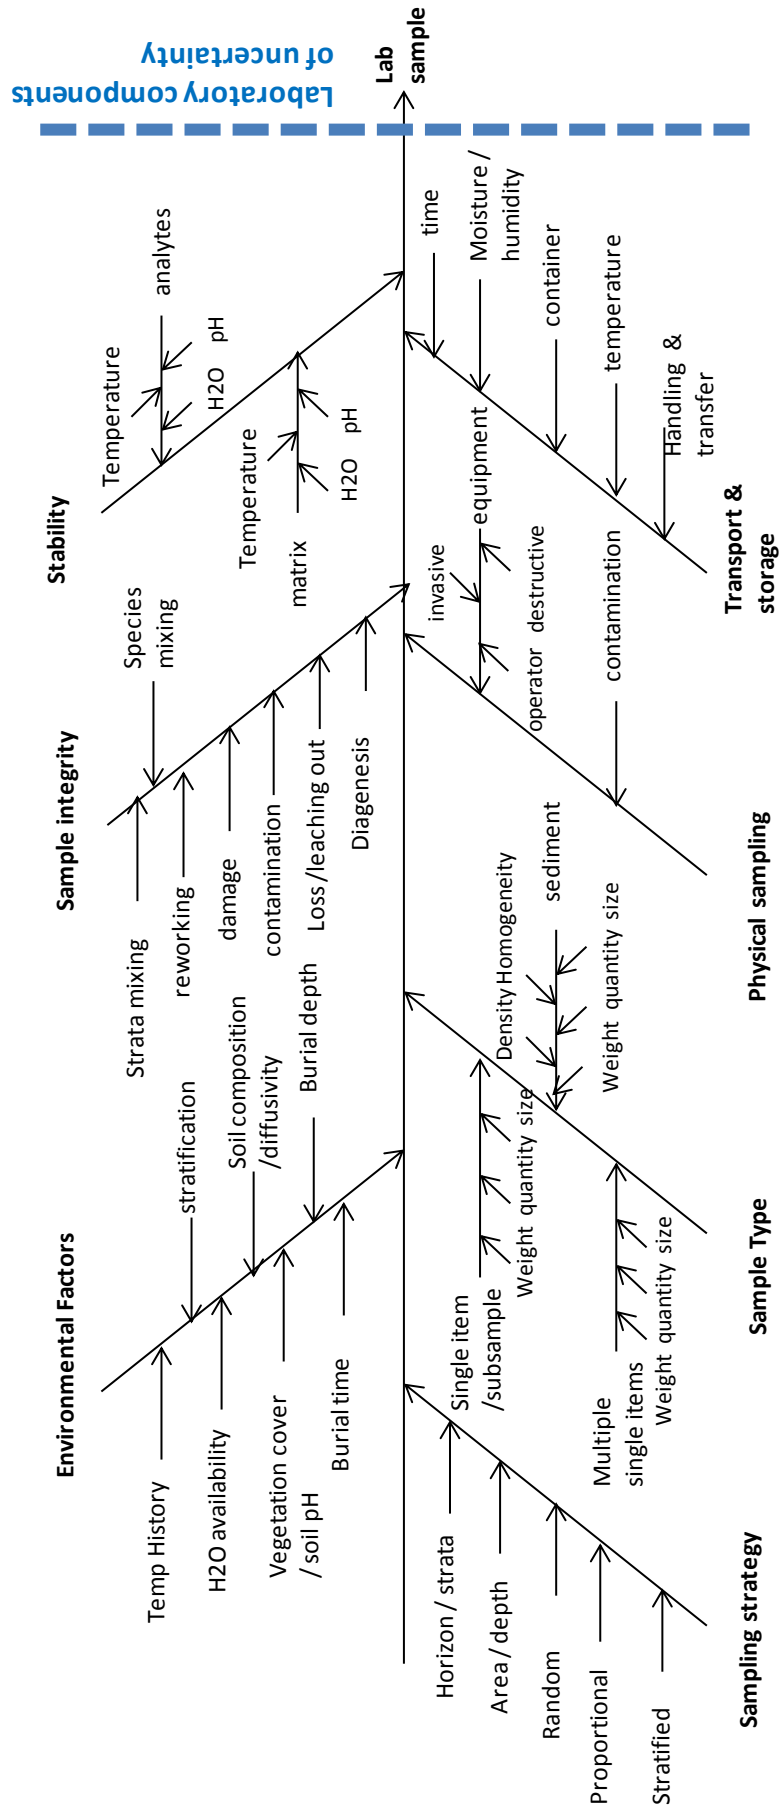 Environmental Factors
Temp History
H2O availability
Vegetation cover
/ soil pH
Burial time
stratification
Soil composition
/diffusivity
Burial depth
Sample integrity
Strata mixing
reworking
damage
contamination
Loss/leaching out
Diagenesis
Species
mixing
Stability
Temperature
H2O
pH
analytes
Temperature
H2O
pH
matrix
Laboratory components
of uncertainty
Lab
sample
Sampling strategy
Horizon / strata
Area / depth
Random
Proportional
Stratified
Sample Type
Single item
/subsample
Weight quantity size
Multiple
single items
Weight quantity size
Density Homogeneity
sediment
Weight quantity size
Physical sampling
invasive
equipment
operator destructive
contamination
Transport &
storage
time
Moisture /
humidity
container
temperature
Handling &
transfer